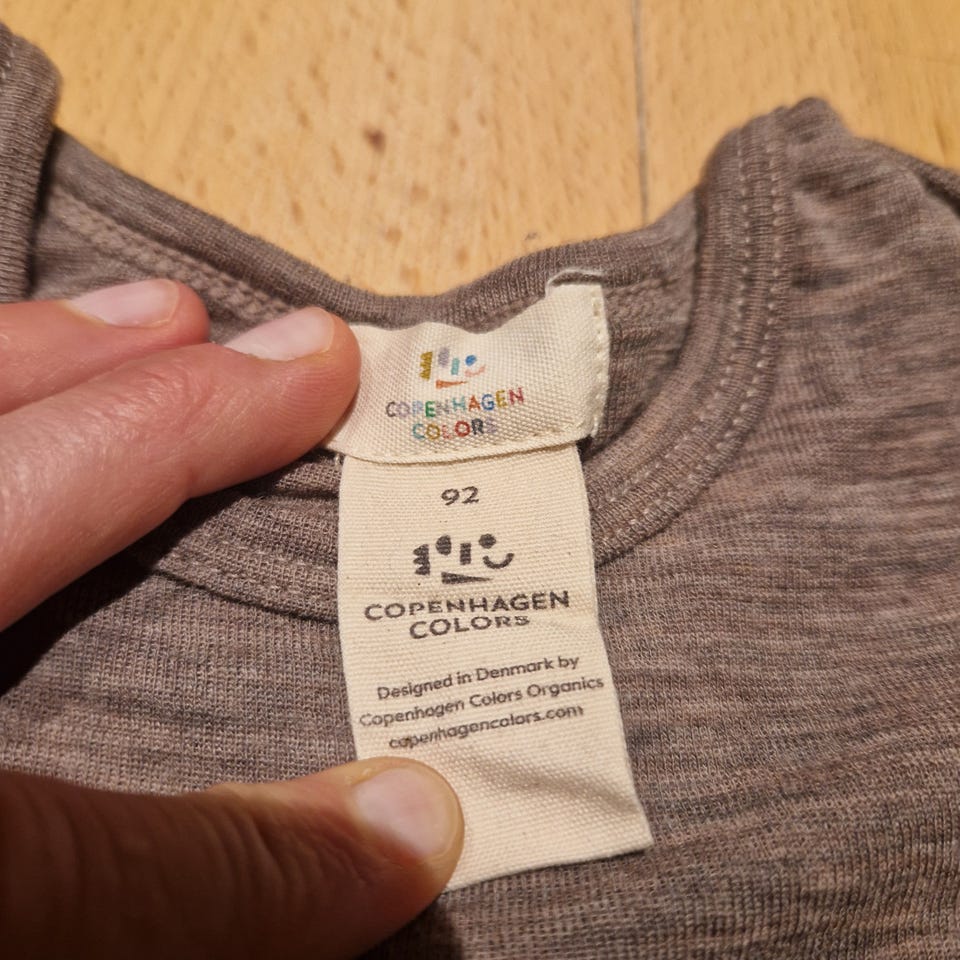 COPENHAGEN
COLORS
92
COPENHAGEN
COLORS
Designed in Denmark by
Copenhagen Colors Organics
copenhagencolors.com